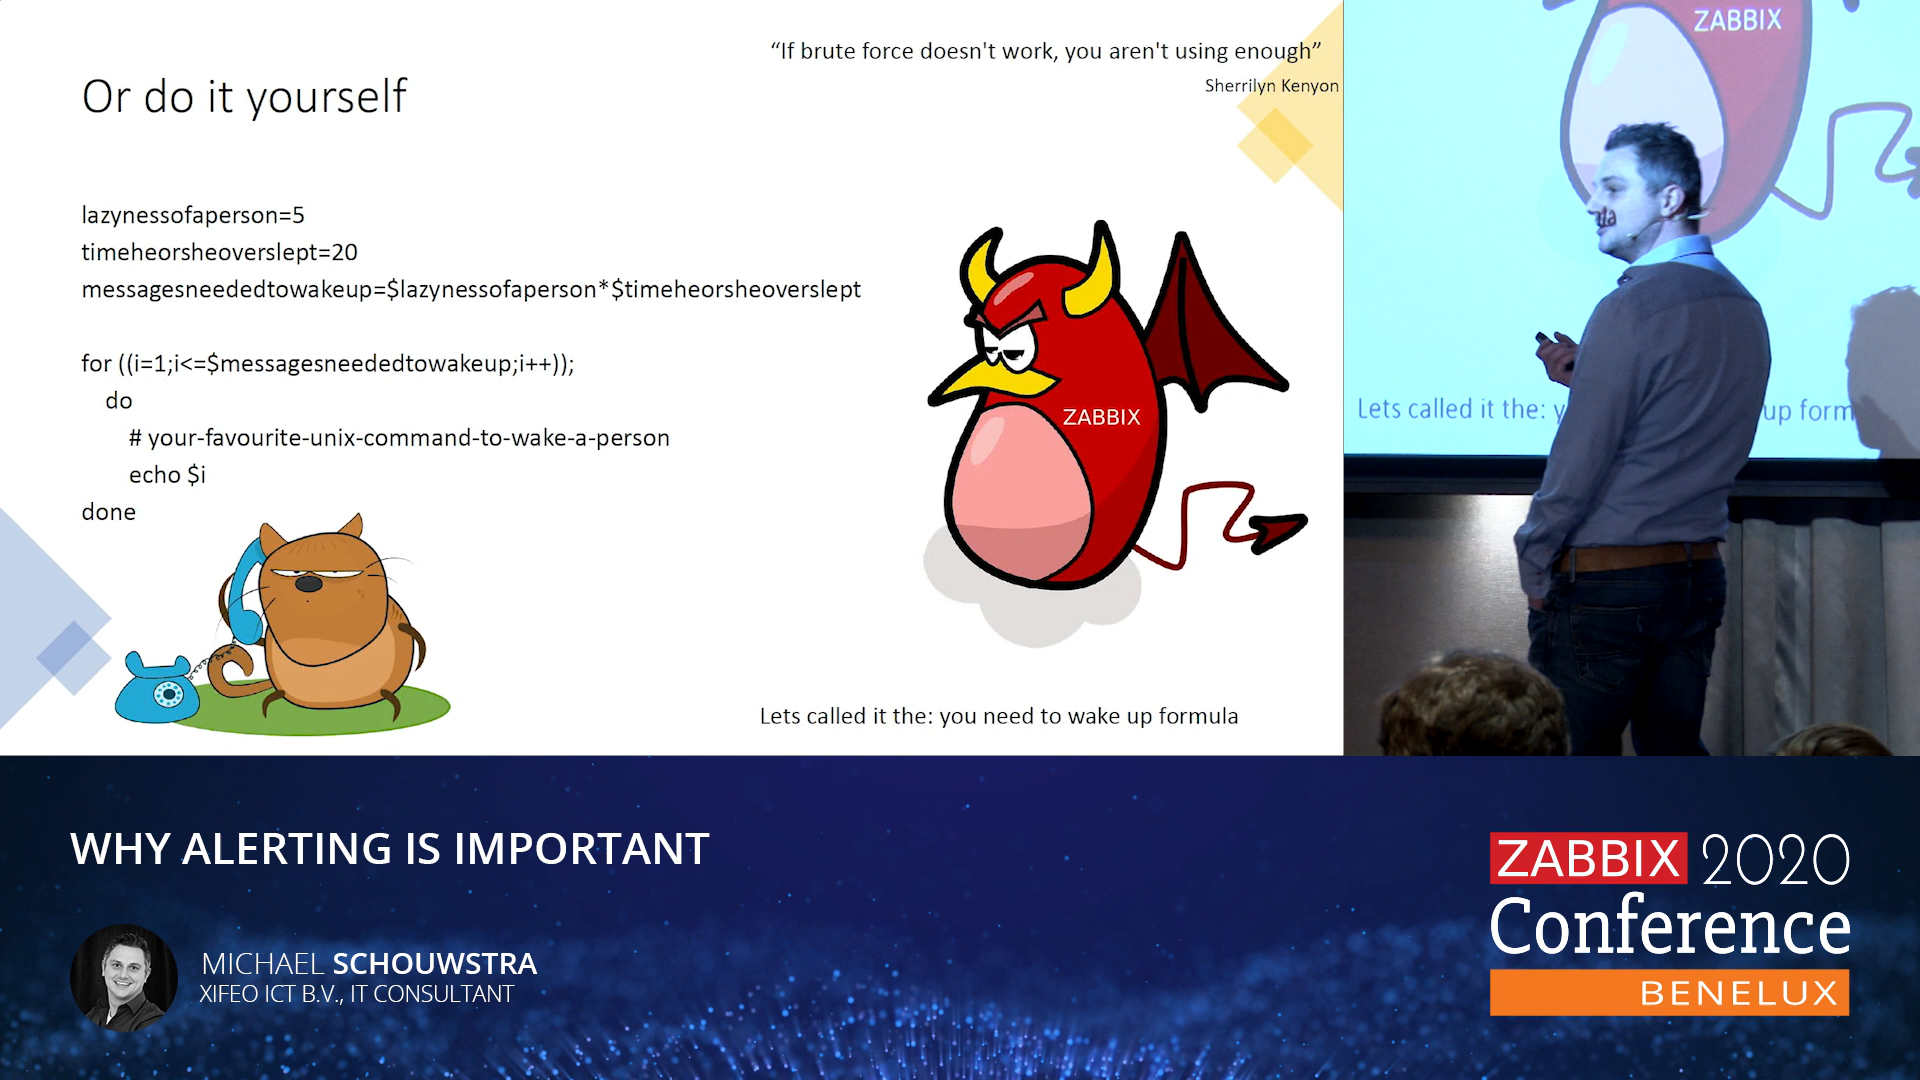 “If brute force doesn't work, you aren't using enough”
Sherrilyn Kenyon
Or do it yourself
lazynessofaperson=5
timeheorsheoverslept=20
messagesneededtowakeup=$lazynessofaperson*$timeheorsheoverslept
for ((i=1;i<=$messagesneededtowakeup;i++));
do
# your-favourite-unix-command-to-wake-a-person
echo $i
done
ZABBIX
Lets called it the: you need to wake up formula
ZABBIX
Lets called it the: y
up form
WHY ALERTING IS IMPORTANT
MICHAEL SCHOUWSTRA
XIFEO ICT B.V., IT CONSULTANT
ZABBIX 2020
Conference
BENELUX